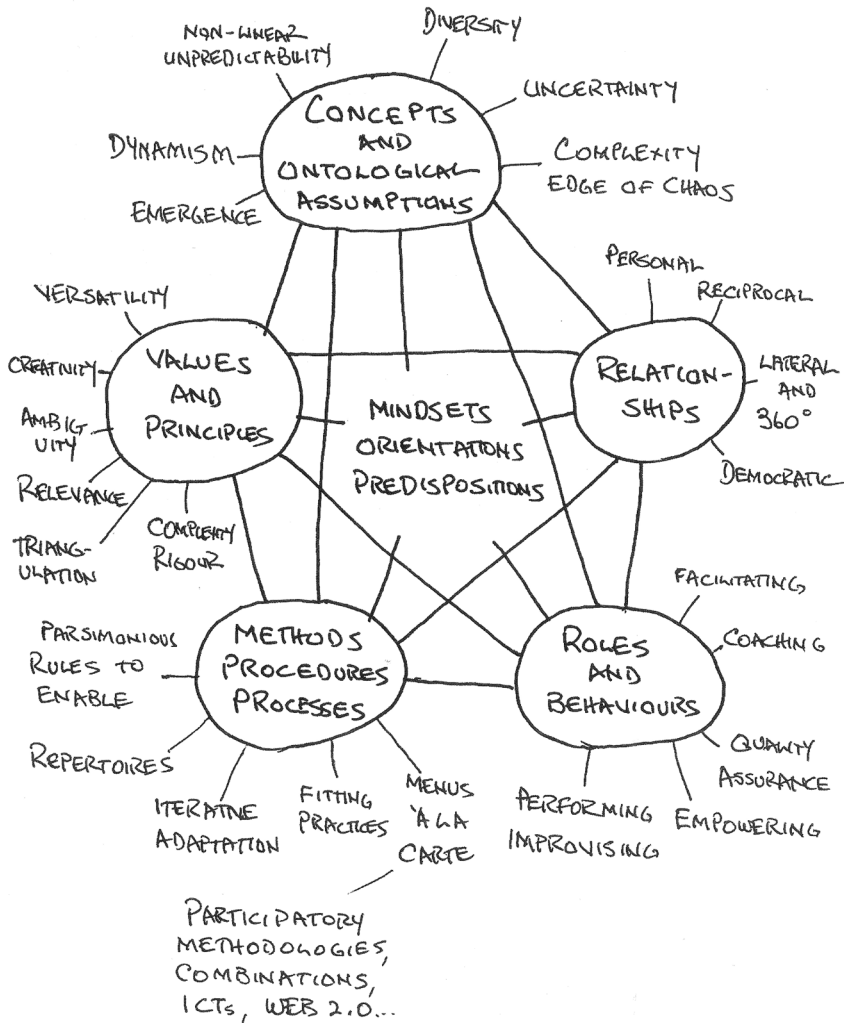 NON-LINEAR
UNPREDICTABILITY
DIVERSITY
UNCERTAINTY
DYNAMISM
COMPLEXITY
EDGE OF CHAOS
EMERGENCE
CONCEPTS
AND
ONTOLOGICAL
ASSUMPTIONS
PERSONAL
RECIPROCAL
LATERAL
AND
360°
DEMOCRATIC
RELATION-
SHIPS
VERSATILITY
CREATIVITY
AMBIG
UITY
RELEVANCE
TRIANG-
ULATION
COMPLEXITY
RIGOUR
VALUES
AND
PRINCIPLES
MINDSETS
ORIENTATIONS
PREDISPOSITIONS
METHODS
PROCEDURES
PROCESSES
PARSIMONIOUS
RULES TO
ENABLE
REPERTOIRES
ITERATIVE
ADAPTATION
FITTING
PRACTICES
MENUS
'A LA
CARTE
PARTICIPATORY
METHODOLOGIES,
COMBINATIONS,
ICTs, WEB 2.0...
ROLES
AND
BEHAVIOURS
FACILITATING
COACHING
QUALITY
ASSURANCE
EMPOWERING
PERFORMING
IMPROVISING